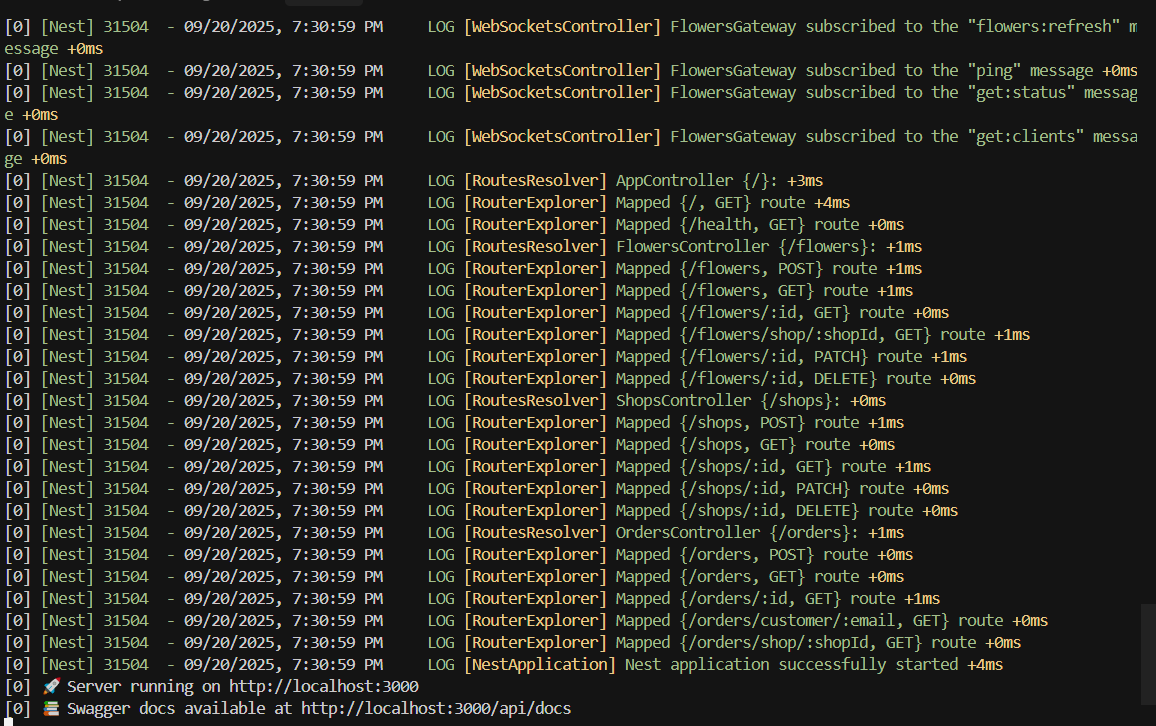 [0] [Nest] 31504  - 09/20/2025, 7:30:59 PM     LOG [WebSocketsController] FlowersGateway subscribed to the "flowers:refresh" m
essage +0ms
[0] [Nest] 31504  - 09/20/2025, 7:30:59 PM     LOG [WebSocketsController] FlowersGateway subscribed to the "ping" message +0ms
[0] [Nest] 31504  - 09/20/2025, 7:30:59 PM     LOG [WebSocketsController] FlowersGateway subscribed to the "get:status" messag
e +0ms
[0] [Nest] 31504  - 09/20/2025, 7:30:59 PM     LOG [WebSocketsController] FlowersGateway subscribed to the "get:clients" messa
ge +0ms
[0] [Nest] 31504  - 09/20/2025, 7:30:59 PM     LOG [RoutesResolver] AppController {/}: +3ms
[0] [Nest] 31504  - 09/20/2025, 7:30:59 PM     LOG [RouterExplorer] Mapped {/, GET} route +4ms
[0] [Nest] 31504  - 09/20/2025, 7:30:59 PM     LOG [RouterExplorer] Mapped {/health, GET} route +0ms
[0] [Nest] 31504  - 09/20/2025, 7:30:59 PM     LOG [RoutesResolver] FlowersController {/flowers}: +1ms
[0] [Nest] 31504  - 09/20/2025, 7:30:59 PM     LOG [RouterExplorer] Mapped {/flowers, POST} route +1ms
[0] [Nest] 31504  - 09/20/2025, 7:30:59 PM     LOG [RouterExplorer] Mapped {/flowers, GET} route +1ms
[0] [Nest] 31504  - 09/20/2025, 7:30:59 PM     LOG [RouterExplorer] Mapped {/flowers/:id, GET} route +0ms
[0] [Nest] 31504  - 09/20/2025, 7:30:59 PM     LOG [RouterExplorer] Mapped {/flowers/shop/:shopId, GET} route +1ms
[0] [Nest] 31504  - 09/20/2025, 7:30:59 PM     LOG [RouterExplorer] Mapped {/flowers/:id, PATCH} route +1ms
[0] [Nest] 31504  - 09/20/2025, 7:30:59 PM     LOG [RouterExplorer] Mapped {/flowers/:id, DELETE} route +0ms
[0] [Nest] 31504  - 09/20/2025, 7:30:59 PM     LOG [RoutesResolver] ShopsController {/shops}: +0ms
[0] [Nest] 31504  - 09/20/2025, 7:30:59 PM     LOG [RouterExplorer] Mapped {/shops, POST} route +1ms
[0] [Nest] 31504  - 09/20/2025, 7:30:59 PM     LOG [RouterExplorer] Mapped {/shops, GET} route +0ms
[0] [Nest] 31504  - 09/20/2025, 7:30:59 PM     LOG [RouterExplorer] Mapped {/shops/:id, GET} route +1ms
[0] [Nest] 31504  - 09/20/2025, 7:30:59 PM     LOG [RouterExplorer] Mapped {/shops/:id, PATCH} route +0ms
[0] [Nest] 31504  - 09/20/2025, 7:30:59 PM     LOG [RouterExplorer] Mapped {/shops/:id, DELETE} route +0ms
[0] [Nest] 31504  - 09/20/2025, 7:30:59 PM     LOG [RoutesResolver] OrdersController {/orders}: +1ms
[0] [Nest] 31504  - 09/20/2025, 7:30:59 PM     LOG [RouterExplorer] Mapped {/orders, POST} route +0ms
[0] [Nest] 31504  - 09/20/2025, 7:30:59 PM     LOG [RouterExplorer] Mapped {/orders, GET} route +0ms
[0] [Nest] 31504  - 09/20/2025, 7:30:59 PM     LOG [RouterExplorer] Mapped {/orders/:id, GET} route +1ms
[0] [Nest] 31504  - 09/20/2025, 7:30:59 PM     LOG [RouterExplorer] Mapped {/orders/customer/:email, GET} route +0ms
[0] [Nest] 31504  - 09/20/2025, 7:30:59 PM     LOG [RouterExplorer] Mapped {/orders/shop/:shopId, GET} route +0ms
[0] [Nest] 31504  - 09/20/2025, 7:30:59 PM     LOG [NestApplication] Nest application successfully started +4ms
[0] 🚀 Server running on http://localhost:3000
[0] 📚 Swagger docs available at http://localhost:3000/api/docs